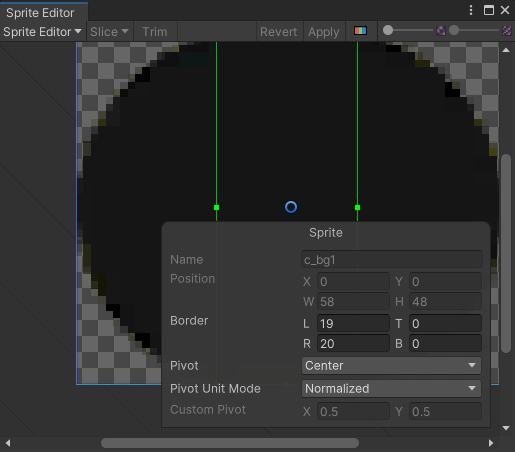 Sprite Editor
Sprite Editor Slice Trim Revert Apply
Sprite
Name c_bg1
Position X 0 Y 0
W 58 H 48
Border L 19 T 0
R 20 B 0
Pivot Center
Pivot Unit Mode Normalized
Custom Pivot X 0.5 Y 0.5